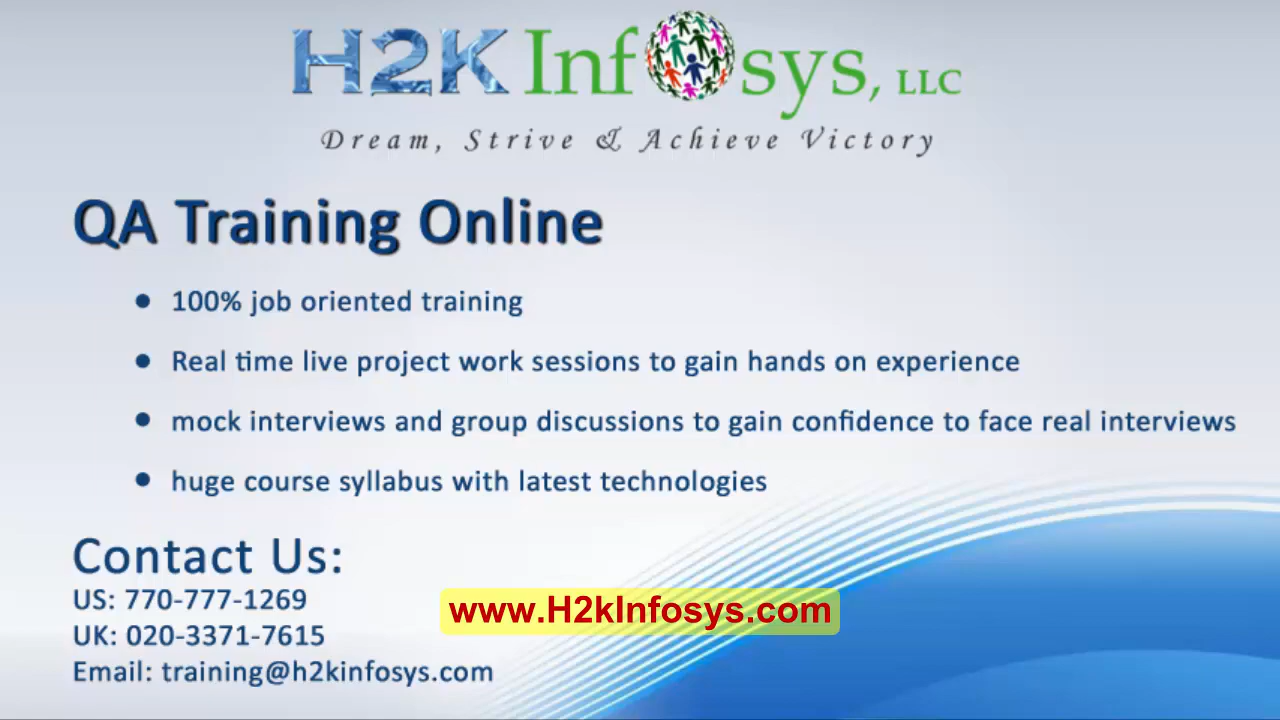 H2K Infosys, LLC
Dream, Strive & Achieve Victory
QA Training Online
• 100% job oriented training
• Real time live project work sessions to gain hands on experience
• mock interviews and group discussions to gain confidence to face real interviews
• huge course syllabus with latest technologies
Contact Us:
US: 770-777-1269
www.H2kInfosys.com
UK: 020-3371-7615
Email: training@h2kinfosys.com